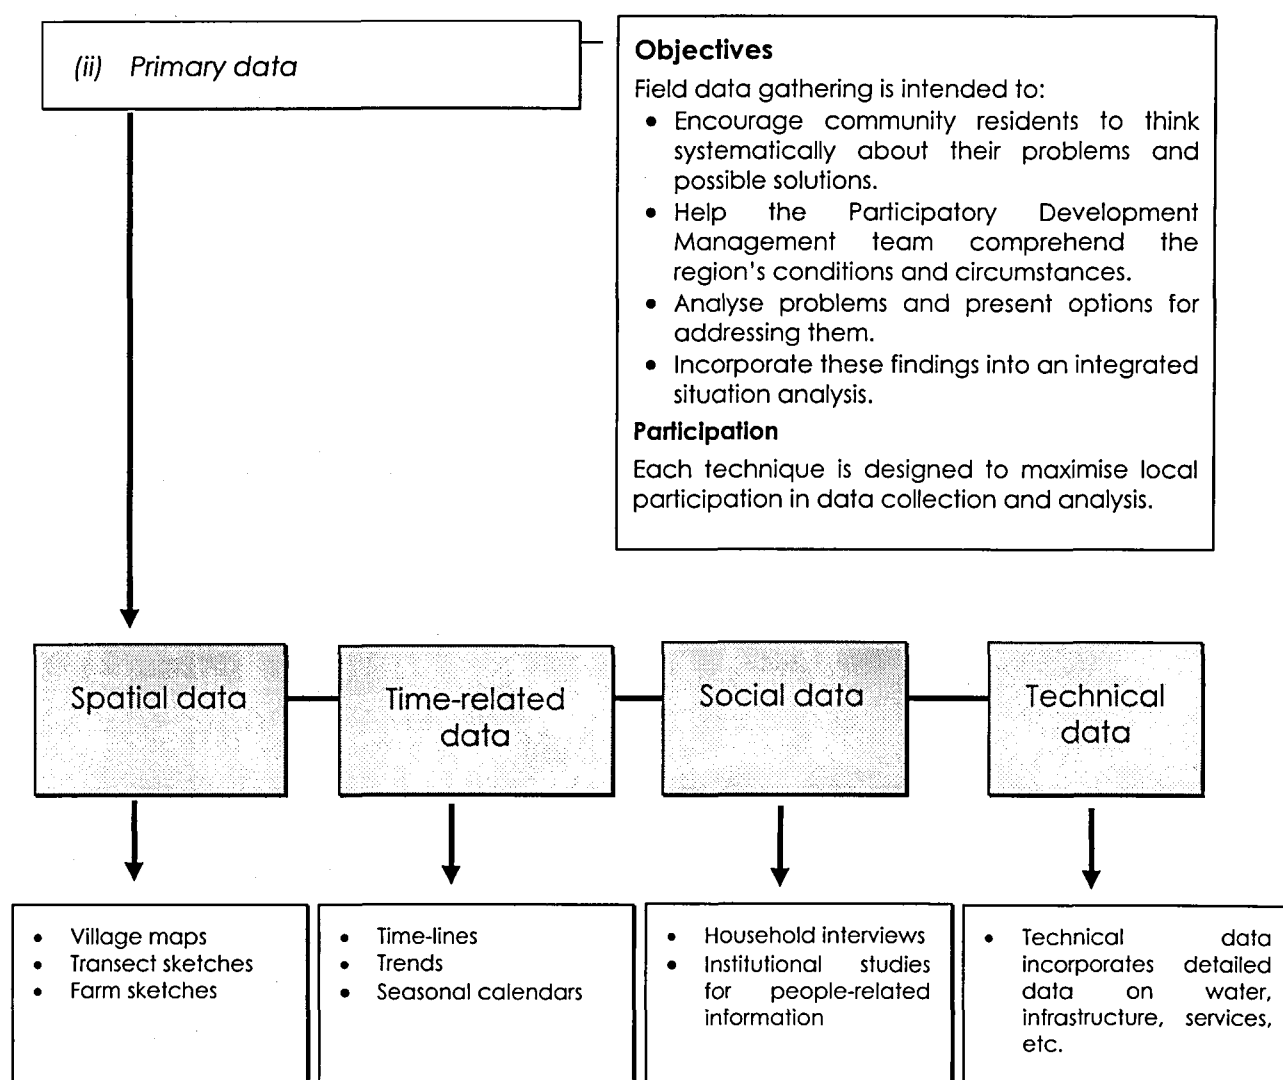 (ii) Primary data
Objectives
Field data gathering is intended to:
• Encourage community residents to think
systematically about their problems and
possible solutions.
• Help the Participatory Development
Management team comprehend the
region's conditions and circumstances.
• Analyse problems and present options for
addressing them.
• Incorporate these findings into an integrated
situation analysis.
Participation
Each technique is designed to maximise local
participation in data collection and analysis.
Spatial data
Time-related
data
Social data
Technical
data
• Village maps
• Transect sketches
• Farm sketches
• Time-lines
• Trends
• Seasonal calendars
• Household interviews
• Institutional studies
for people-related
information
• Technical data
incorporates detailed
data on water,
infrastructure, services,
etc.